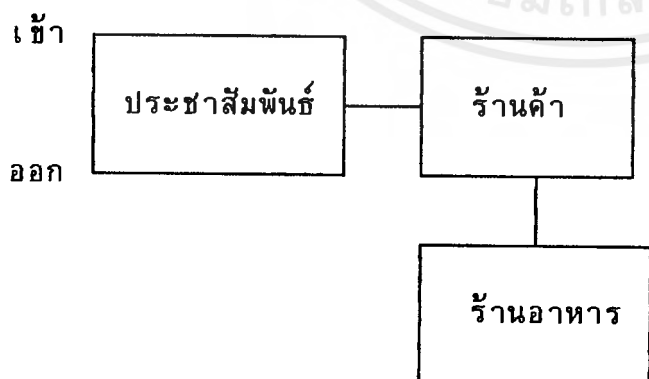 เข้า
ประชาสัมพันธ์
ร้านค้า
ออก
ร้านอาหาร